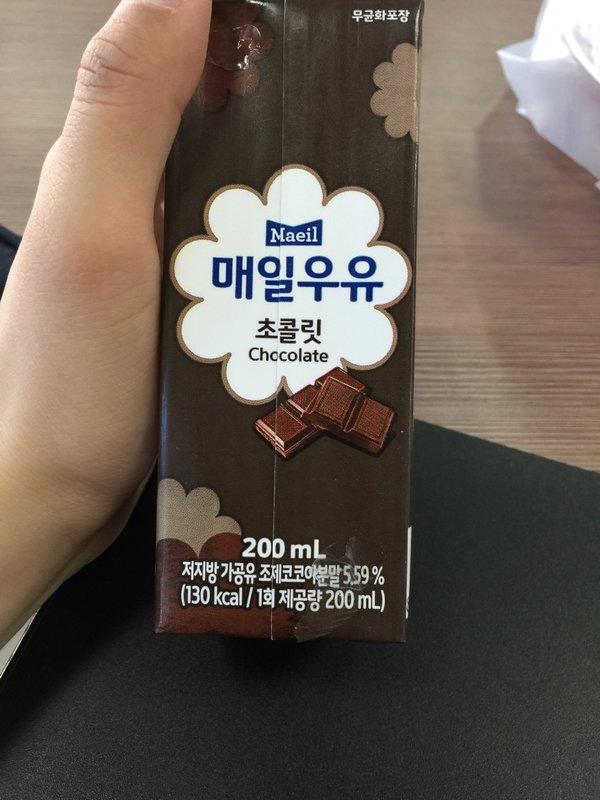 무균화포장
Maeil
매일우유
초콜릿
Chocolate
200 mL
저지방 가공유 조제코코아분말 5.59 %
(130 kcal / 1회 제공량 200 mL)